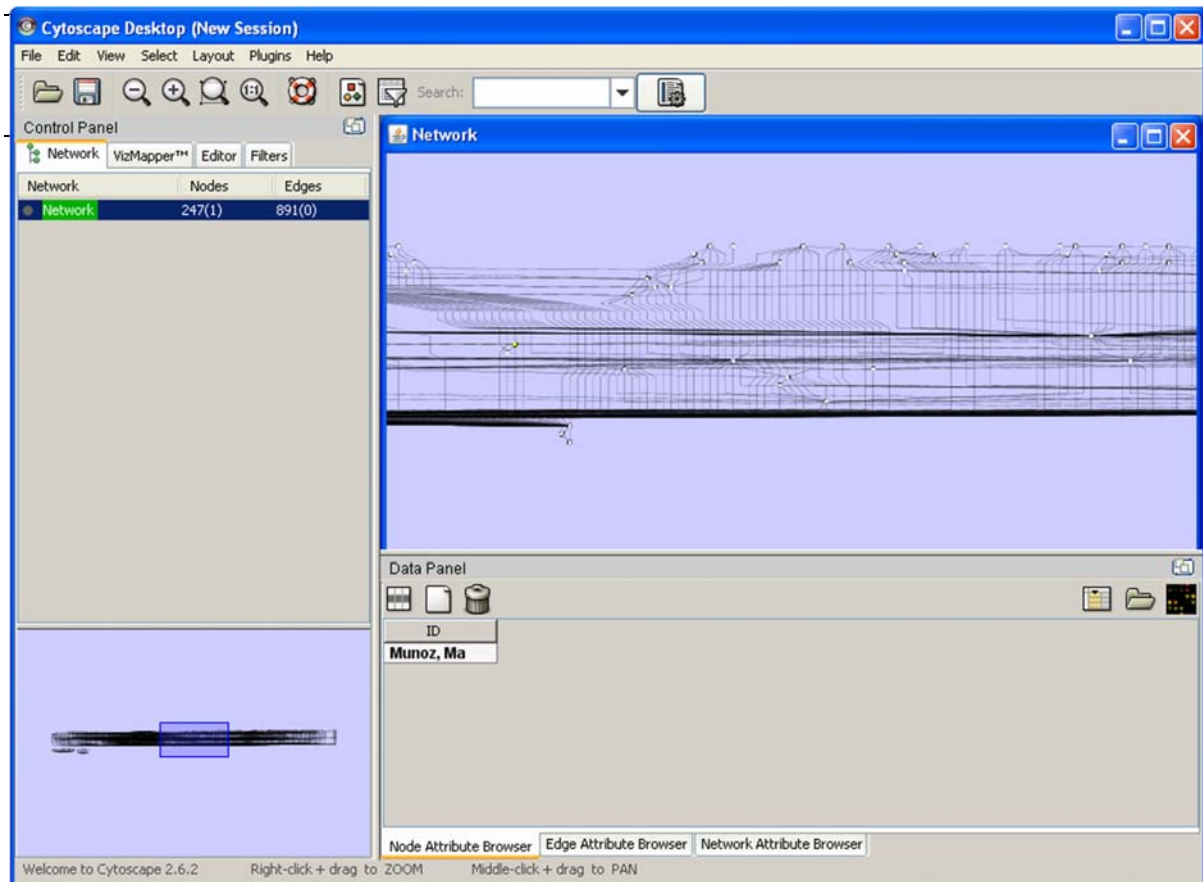 Cytoscape Desktop (New Session)
File Edit View Select Layout Plugins Help
1:1 Search:
Control Panel
Network VizMapper™ Editor Filters
Network Nodes Edges
Network 247(1) 891(0)
Network
Data Panel
ID
Munoz, Ma
Node Attribute Browser Edge Attribute Browser Network Attribute Browser
Welcome to Cytoscape 2.6.2 Right-click + drag to ZOOM Middle-click + drag to PAN